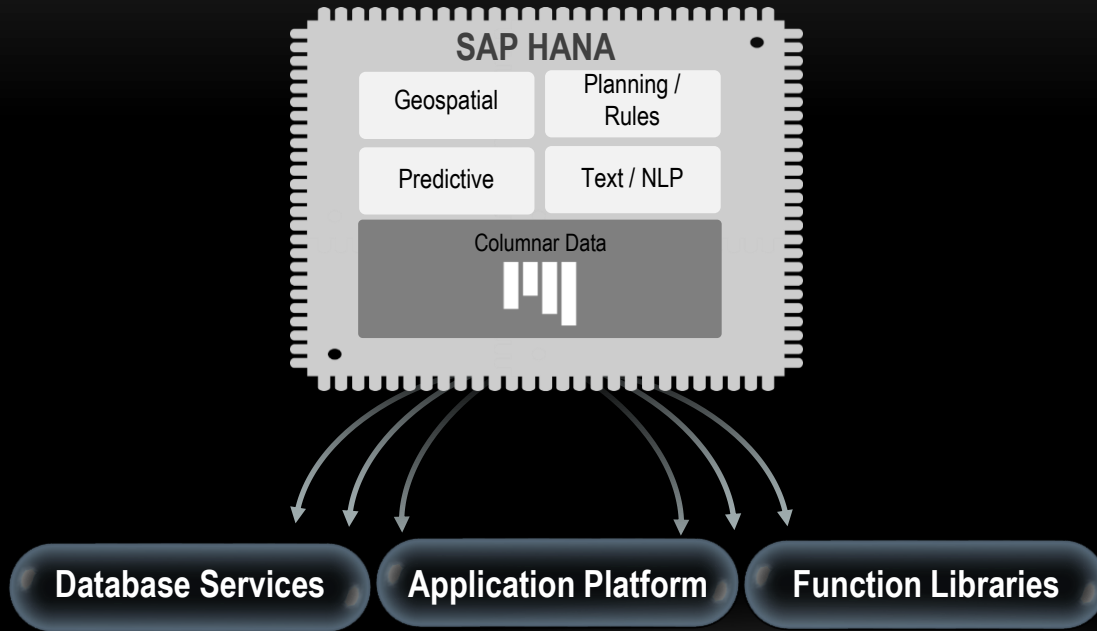 SAP HANA
Geospatial
Planning /
Rules
Predictive
Text / NLP
Columnar Data
Database Services
Application Platform
Function Libraries